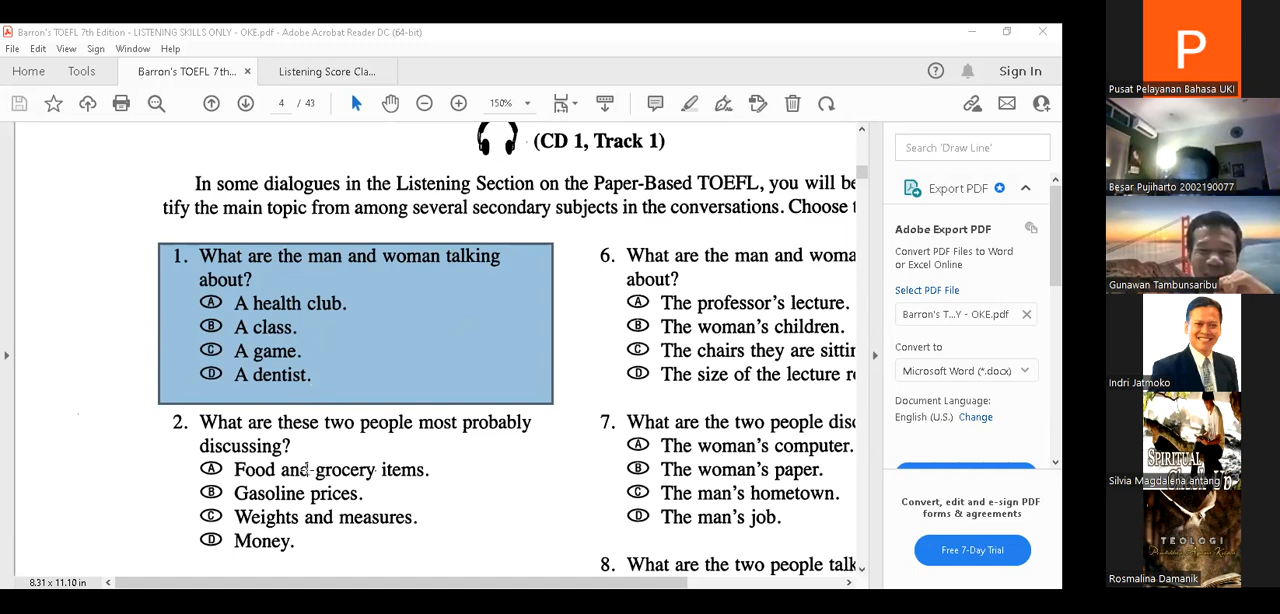 Barron's TOEFL 7th Edition - LISTENING SKILLS ONLY - OKE.pdf - Adobe Acrobat Reader DC (64-bit)
File Edit View Sign Window Help
Home Tools Barron's TOEFL 7th... × Listening Score Cla... Sign In
4 / 43 150%
(CD 1, Track 1)
In some dialogues in the Listening Section on the Paper-Based TOEFL, you will be
tify the main topic from among several secondary subjects in the conversations. Choose t
1. What are the man and woman talking
about?
A A health club.
B A class.
C A game.
D A dentist.
2. What are these two people most probably
discussing?
A Food and grocery items.
B Gasoline prices.
C Weights and measures.
D Money.
6. What are the man and woma
about?
A The professor's lecture.
B The woman's children.
C The chairs they are sittin
D The size of the lecture r
7. What are the two people disc
A The woman's computer.
B The woman's paper.
C The man's hometown.
D The man's job.
8. What are the two people talk
8.31 x 11.10 in
Search 'Draw Line'
Export PDF
Adobe Export PDF
Convert PDF Files to Word
or Excel Online
Select PDF File
Barron's T...Y - OKE.pdf
Convert to
Microsoft Word (*.docx)
Document Language:
English (U.S.) Change
Convert, edit and e-sign PDF
forms & agreements
Free 7-Day Trial
P
Pusat Pelayanan Bahasa UKI
Besar Pujiharto 2002190077
Gunawan Tambunsaribu
Indri Jatmoko
SPIRITUAL
Silvia Magdalena antang
TEOLOGI
Rosmalina Damanik